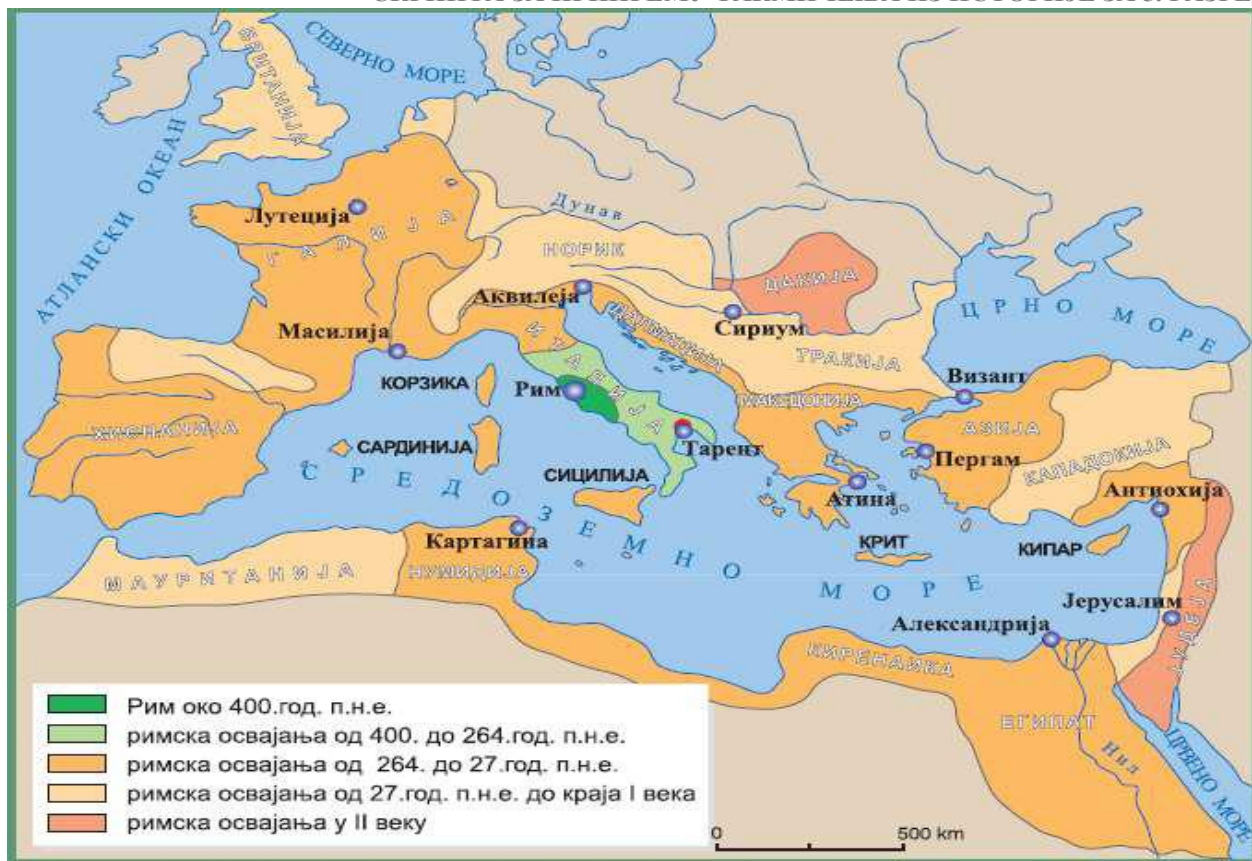 СЕВЕРНО МОРЕ
БРИТАНИЈА
АТЛАНСКИ ОКЕАН
Дунав
Лутеција
ГАЛИЈА
НОРИК
ДАКИЈА
Аквилеја
Сириум
ЦРНО МОРЕ
Масилија
ИТАЛИЈА
ДАЛМАЦИЈА
ТРАКИЈА
Визант
КОРЗИКА
Рим
МАКЕДОНИЈА
АЗИЈА
ХИСПАНИЈА
САРДИНИЈА
Тарент
Пергам
КАПАДОКИЈА
СИЦИЛИЈА
Атина
Антиохија
СРЕДОЗЕМНО МОРЕ
Картагина
КРИТ
КИПАР
МАУРИТАНИЈА
НУМИДИЈА
Јерусалим
ЈУДЕЈА
Александрија
КИРЕНАИКА
ЕГИПАТ
Нил
ЦРВЕНО МОРЕ
Рим око 400.год. п.н.е.
римска освајања од 400. до 264.год. п.н.е.
римска освајања од 264. до 27.год. п.н.е.
римска освајања од 27.год. п.н.е. до краја I века
римска освајања у II веку
0 500 km